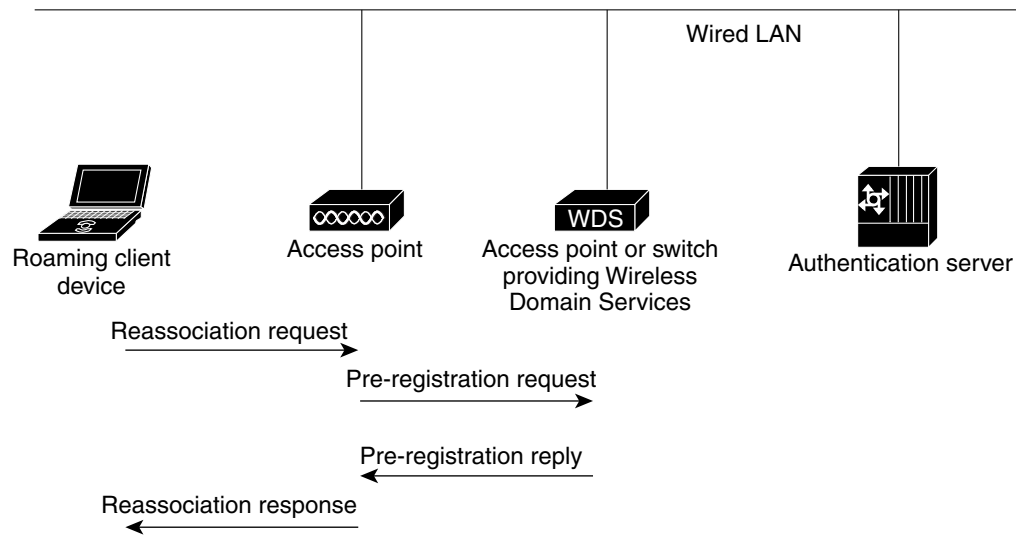 Wired LAN
WDS
Roaming client
device
Access point
Access point or switch
providing Wireless
Domain Services
Authentication server
Reassociation request
Pre-registration request
Pre-registration reply
Reassociation response